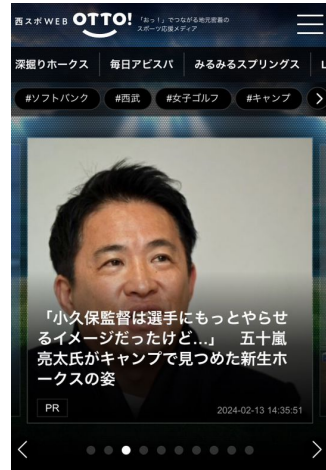 西スポWEB OTTO! 「おっ！」でつながる地元密着の
スポーツ応援メディア
深掘りホークス 毎日アビスパ みるみるスプリングス L
#ソフトバンク #西武 #女子ゴルフ #キャンプ
「小久保監督は選手にもっとやらせ
るイメージだったけど…」 五十嵐
亮太氏がキャンプで見つめた新生ホ
ークスの姿
PR 2024-02-13 14:35:51